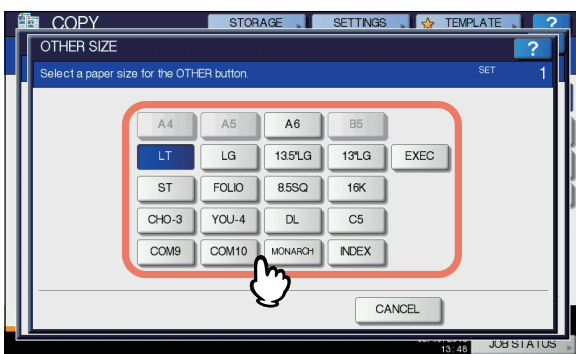 COPY STORAGE SETTINGS TEMPLATE ?
OTHER SIZE ?
Select a paper size for the OTHER button. SET 1
A4 A5 A6 B5
LT LG 13.5"LG 13"LG EXEC
ST FOLIO 8.5SQ 16K
CHO-3 YOU-4 DL C5
COM9 COM10 MONARCH INDEX
CANCEL
13:48 JOB STATUS